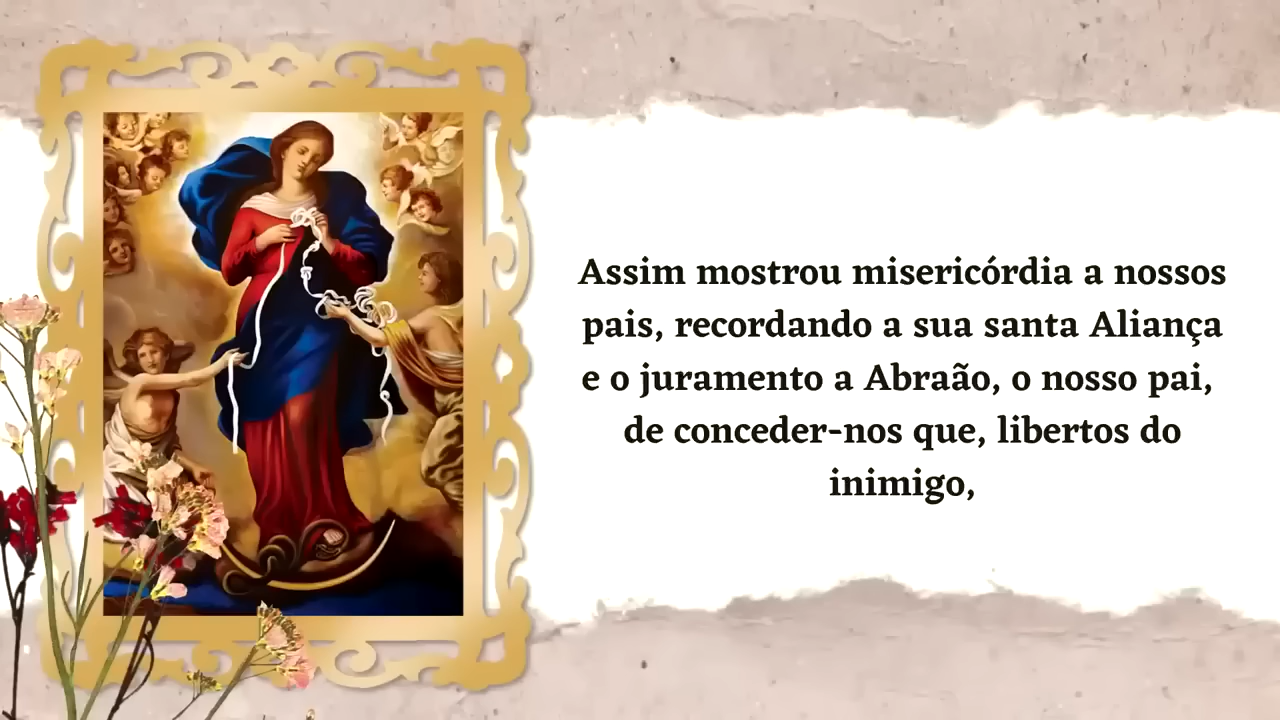 Assim mostrou misericórdia a nossos
pais, recordando a sua santa Aliança
e o juramento a Abraão, o nosso pai,
de conceder-nos que, libertos do
inimigo,